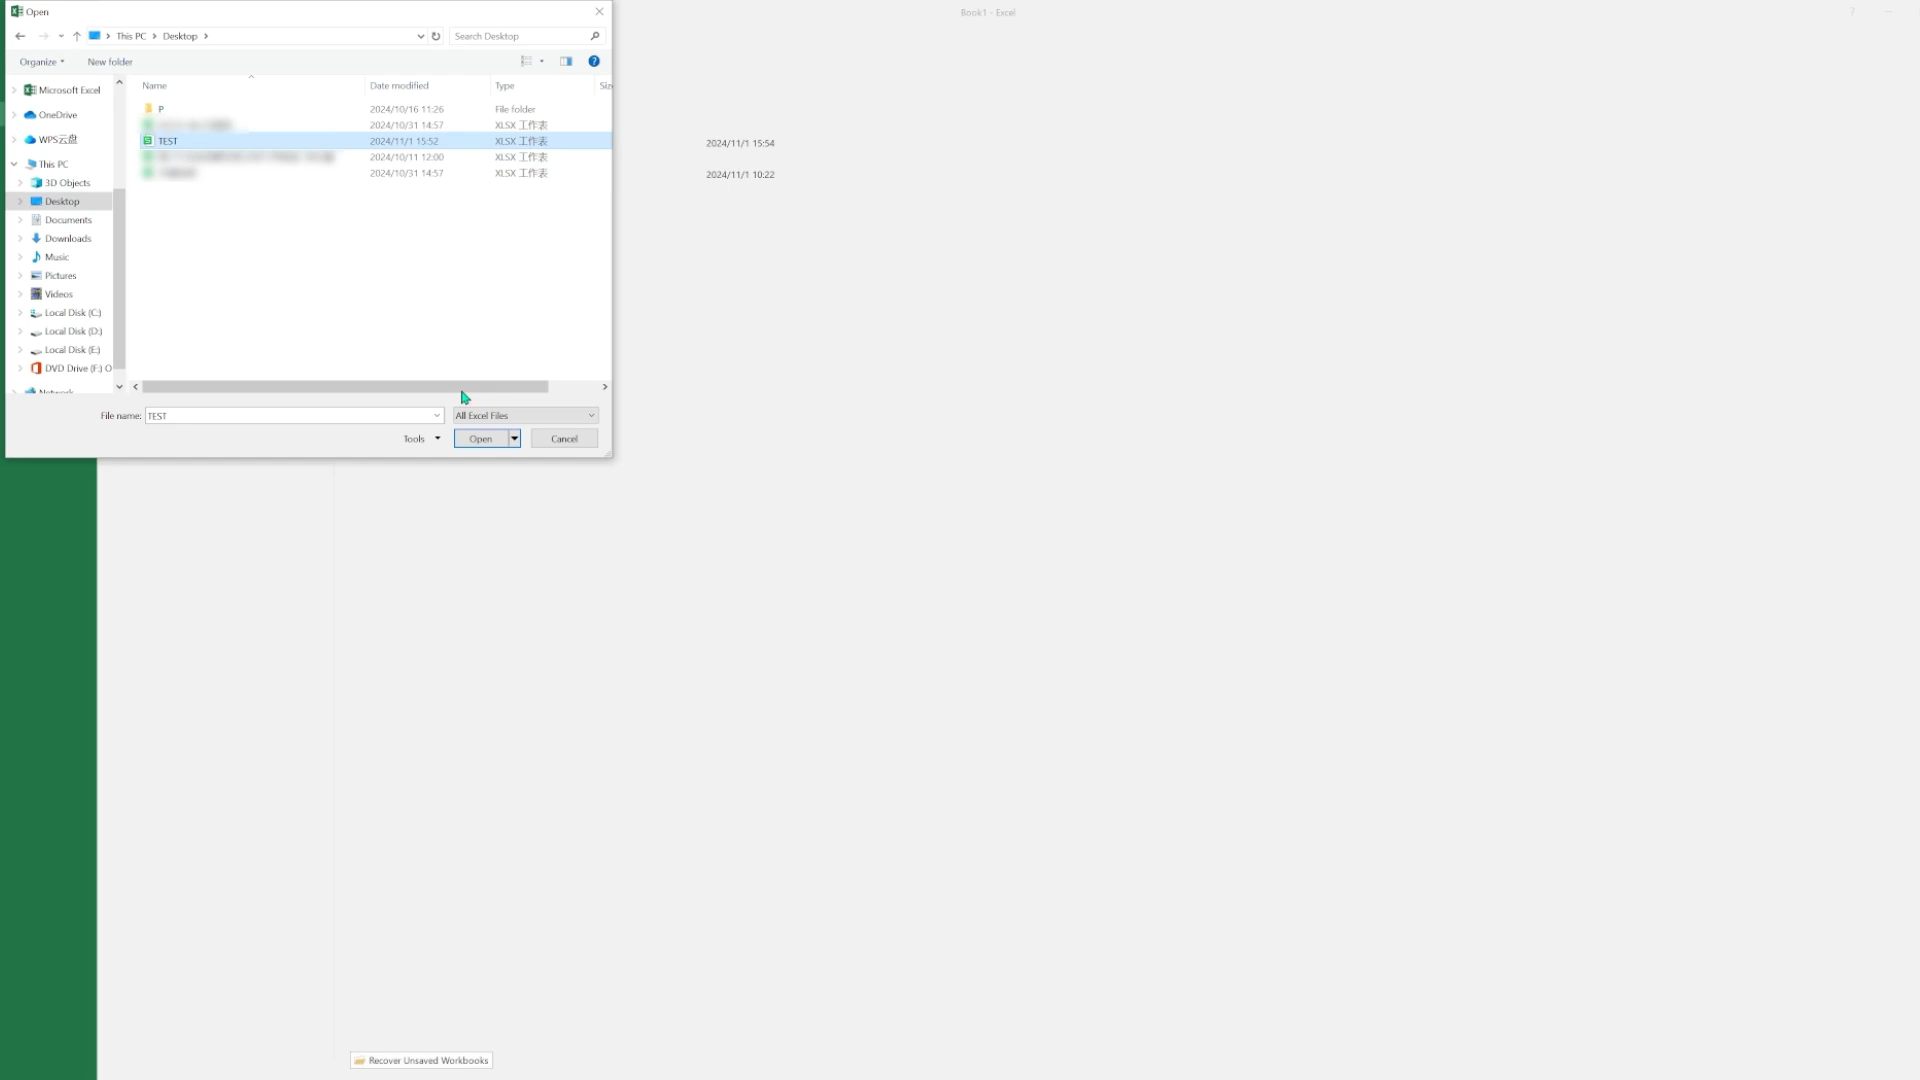 Open
Book1 - Excel
?
This PC
Desktop
Search Desktop
Organize
New folder
?
Name
Date modified
Type
P
2024/10/16 11:26
File folder
2024/10/31 14:57
XLSX 工作表
TEST
2024/11/1 15:52
XLSX 工作表
2024/10/11 12:00
XLSX 工作表
2024/10/31 14:57
XLSX 工作表
Microsoft Excel
OneDrive
WPS云盘
This PC
3D Objects
Desktop
Documents
Downloads
Music
Pictures
Videos
Local Disk (C:)
Local Disk (D:)
Local Disk (E:)
DVD Drive (F:) O
Network
2024/11/1 15:54
2024/11/1 10:22
File name: TEST
All Excel Files
Tools
Open
Cancel
Recover Unsaved Workbooks